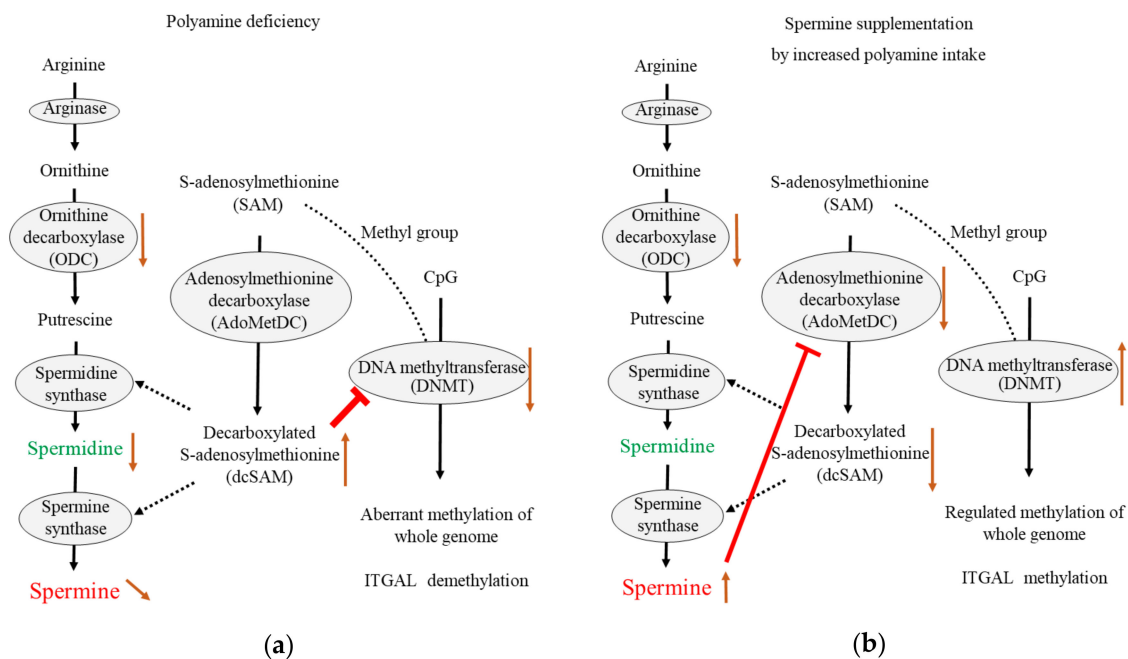 Polyamine deficiency
Arginine
Arginase
Ornithine
Ornithine
decarboxylase
(ODC)
Putrescine
Spermidine
synthase
Spermidine
Spermine
synthase
Spermine
S-adenosylmethionine
(SAM)
Adenosylmethionine
decarboxylase
(AdoMetDC)
Decarboxylated
S-adenosylmethionine
(dcSAM)
Methyl group
CpG
DNA methyltransferase
(DNMT)
Aberrant methylation of
whole genome
ITGAL demethylation
(a)
Spermine supplementation
by increased polyamine intake
Arginine
Arginase
Ornithine
Ornithine
decarboxylase
(ODC)
Putrescine
Spermidine
synthase
Spermidine
Spermine
synthase
Spermine
S-adenosylmethionine
(SAM)
Adenosylmethionine
decarboxylase
(AdoMetDC)
Decarboxylated
S-adenosylmethionine
(dcSAM)
Methyl group
CpG
DNA methyltransferase
(DNMT)
Regulated methylation of
whole genome
ITGAL methylation
(b)